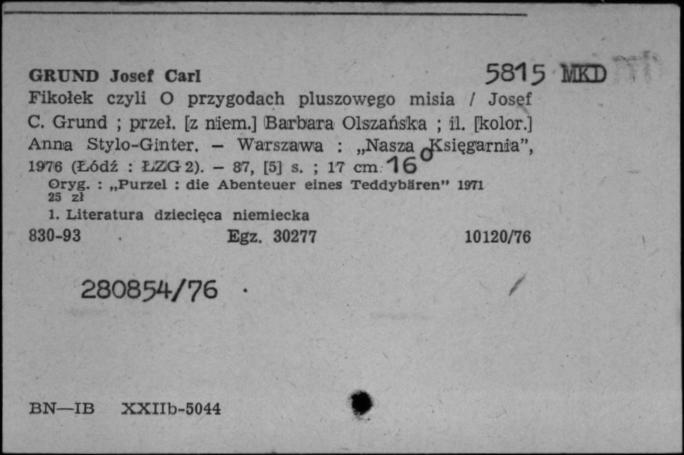 GRUND Josef Carl 5815 MKD
Fikołek czyli O przygodach pluszowego misia / Josef
C. Grund ; przeł. [z niem.] Barbara Olszańska ; il. [kolor.]
Anna Stylo-Ginter. — Warszawa : „Nasza Księgarnia”,
1976 (Łódź : ŁZG 2). — 87, [5] s. ; 17 cm 16°
Oryg. : „Purzel : die Abenteuer eines Teddybären” 1971
25 zł
1. Literatura dziecięca niemiecka
830-93 Egz. 30277 10120/76
280854/76
BN—IB XXIIb-5044